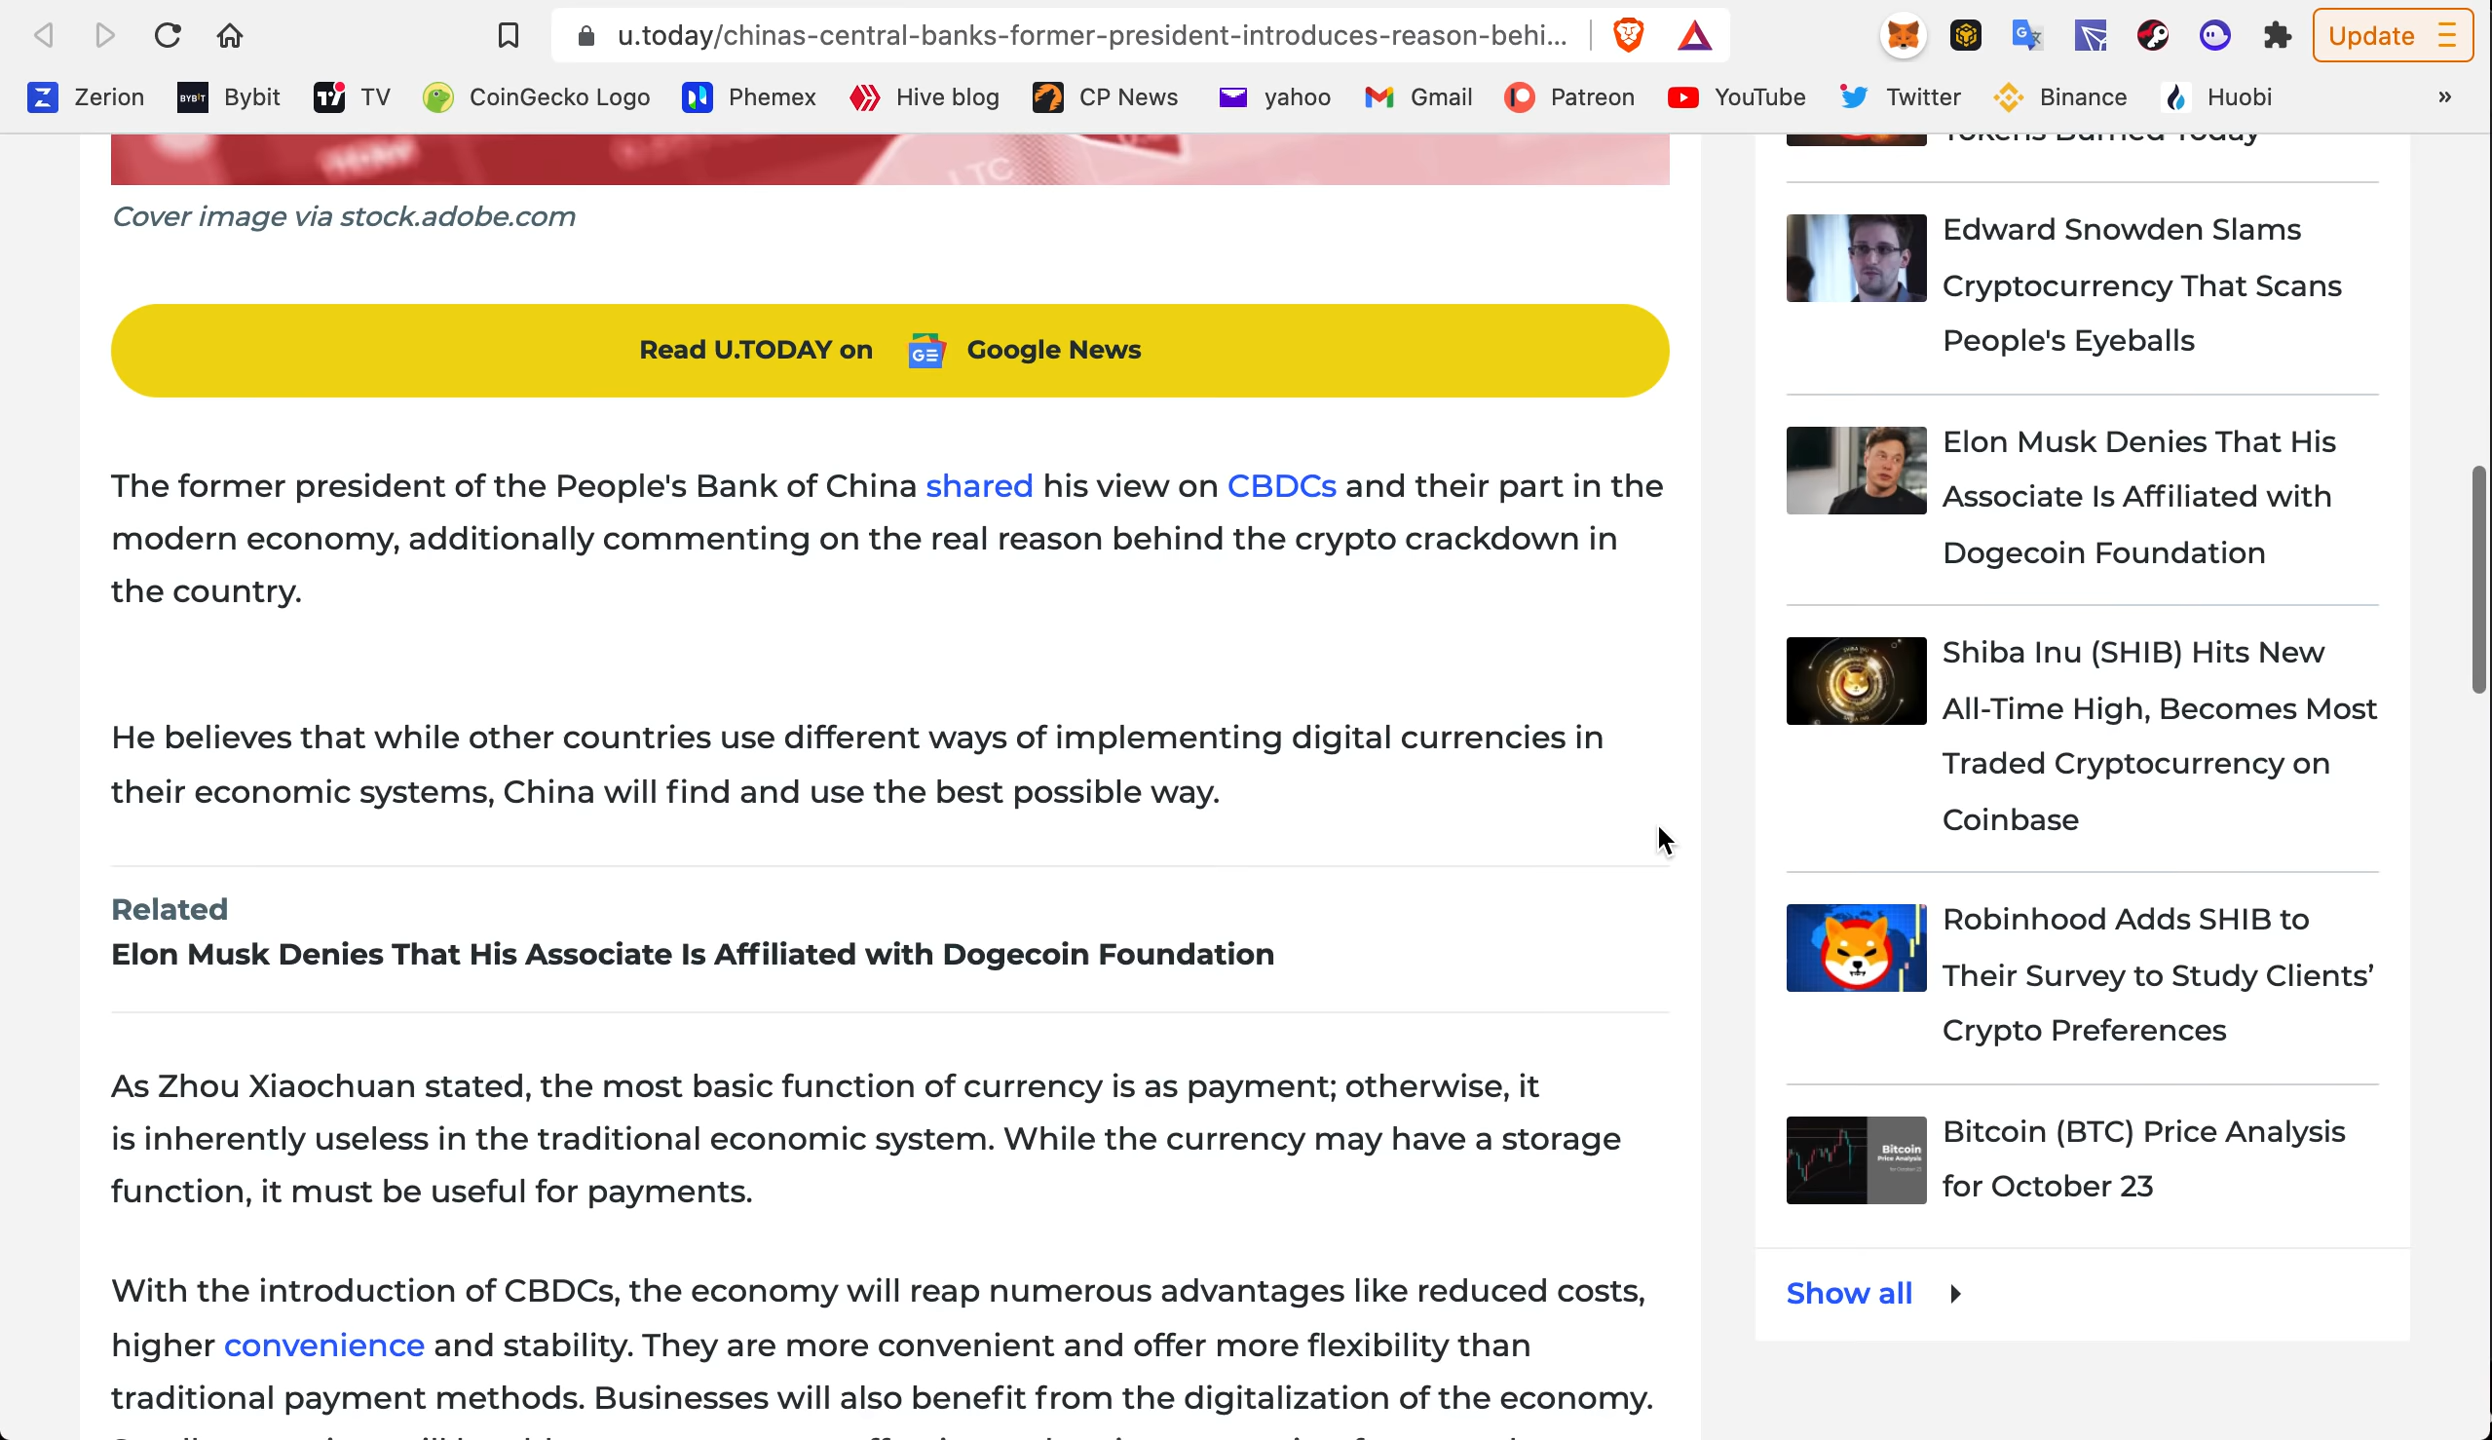 u.today/chinas-central-banks-former-president-introduces-reason-behi...
Update
Zerion
BYBIT
Bybit
TV
CoinGecko Logo
Phemex
Hive blog
CP News
yahoo
Gmail
Patreon
YouTube
Twitter
Binance
Huobi
»
LTC
Cover image via stock.adobe.com
Read U.TODAY on
GE
Google News
The former president of the People's Bank of China shared his view on CBDCs and their part in the
modern economy, additionally commenting on the real reason behind the crypto crackdown in
the country.
He believes that while other countries use different ways of implementing digital currencies in
their economic systems, China will find and use the best possible way.
Related
Elon Musk Denies That His Associate Is Affiliated with Dogecoin Foundation
As Zhou Xiaochuan stated, the most basic function of currency is as payment; otherwise, it
is inherently useless in the traditional economic system. While the currency may have a storage
function, it must be useful for payments.
With the introduction of CBDCs, the economy will reap numerous advantages like reduced costs,
higher convenience and stability. They are more convenient and offer more flexibility than
traditional payment methods. Businesses will also benefit from the digitalization of the economy.
Tokens Burned Today
Edward Snowden Slams
Cryptocurrency That Scans
People's Eyeballs
Elon Musk Denies That His
Associate Is Affiliated with
Dogecoin Foundation
Shiba Inu (SHIB) Hits New
All-Time High, Becomes Most
Traded Cryptocurrency on
Coinbase
Robinhood Adds SHIB to
Their Survey to Study Clients’
Crypto Preferences
Bitcoin
Price Analysis
Bitcoin (BTC) Price Analysis
for October 23
Show all